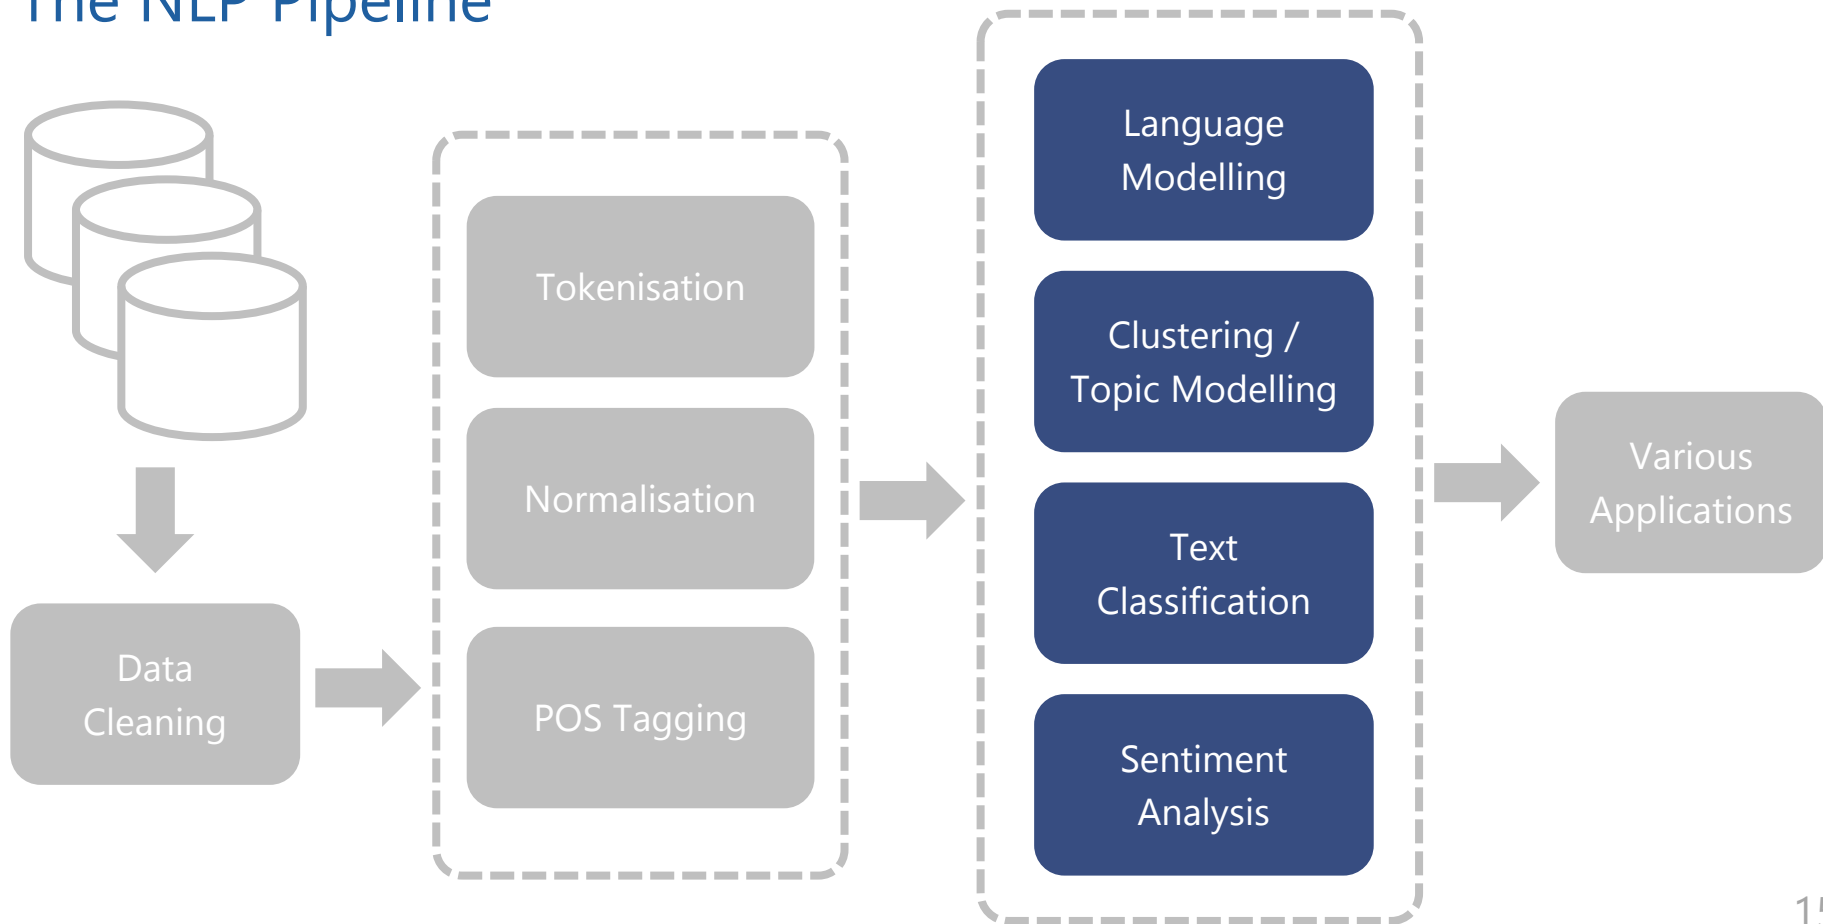 The NLP Pipeline
Language
Modelling
Tokenisation
Clustering /
Topic Modelling
Normalisation
Various
Applications
Text
Classification
Data
Cleaning
POS Tagging
Sentiment
Analysis